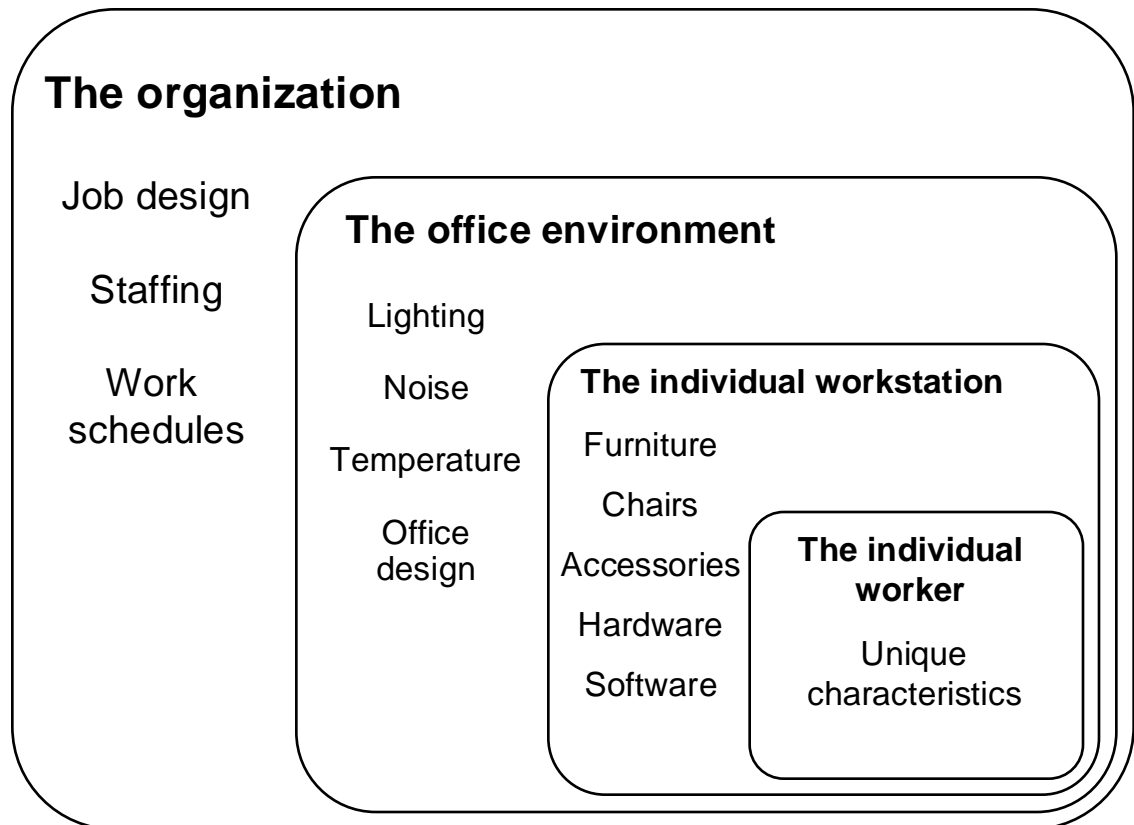 The organization
Job design
Staffing
Work
schedules
The office environment
Lighting
Noise
Temperature
Office
design
The individual workstation
Furniture
Chairs
Accessories
Hardware
Software
The individual
worker
Unique
characteristics